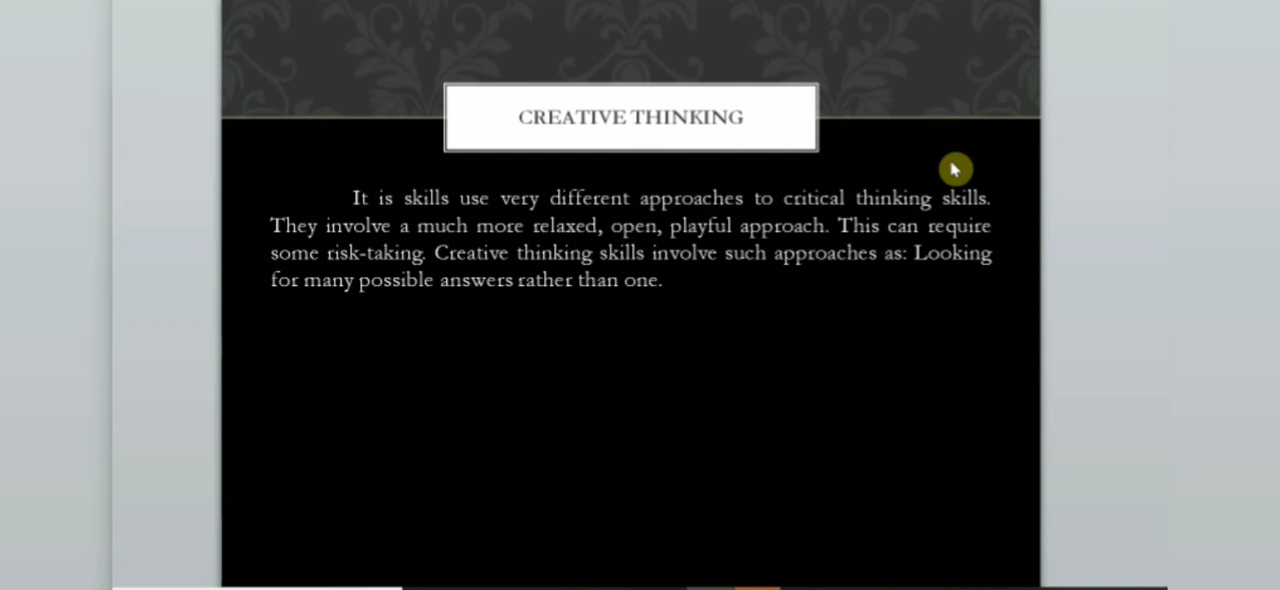 CREATIVE THINKING
It is skills use very different approaches to critical thinking skills.
They involve a much more relaxed, open, playful approach. This can require
some risk-taking. Creative thinking skills involve such approaches as: Looking
for many possible answers rather than one.